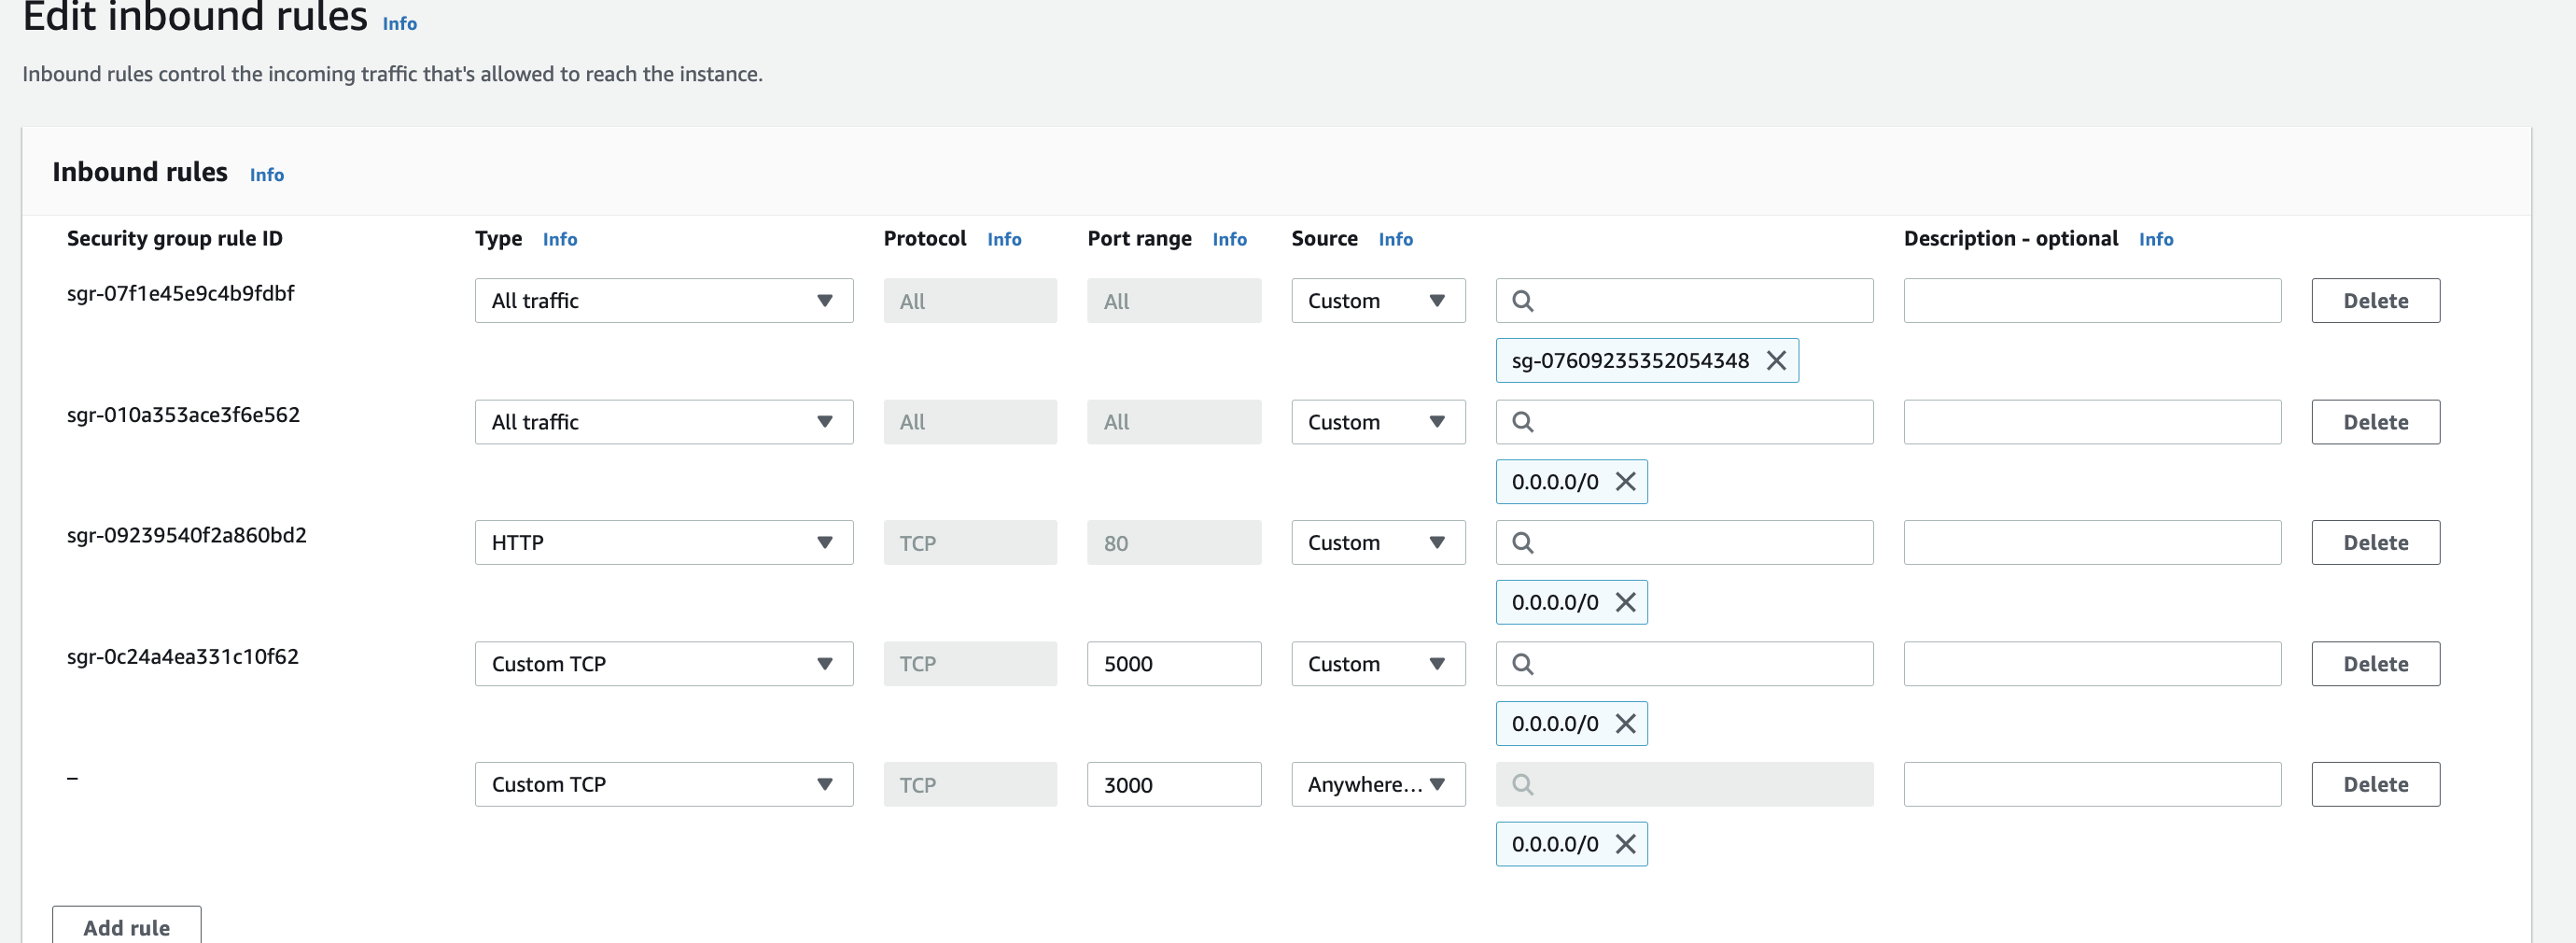 Edit inbound rules Info
Inbound rules control the incoming traffic that's allowed to reach the instance.
Inbound rules Info
Security group rule ID Type Info Protocol Info Port range Info Source Info Description - optional Info
sgr-07f1e45e9c4b9fdbf All traffic All All Custom Delete
sg-07609235352054348
sgr-010a353ace3f6e562 All traffic All All Custom Delete
0.0.0.0/0
sgr-09239540f2a860bd2 HTTP TCP 80 Custom Delete
0.0.0.0/0
sgr-0c24a4ea331c10f62 Custom TCP TCP 5000 Custom Delete
0.0.0.0/0
– Custom TCP TCP 3000 Anywhere... Delete
0.0.0.0/0
Add rule